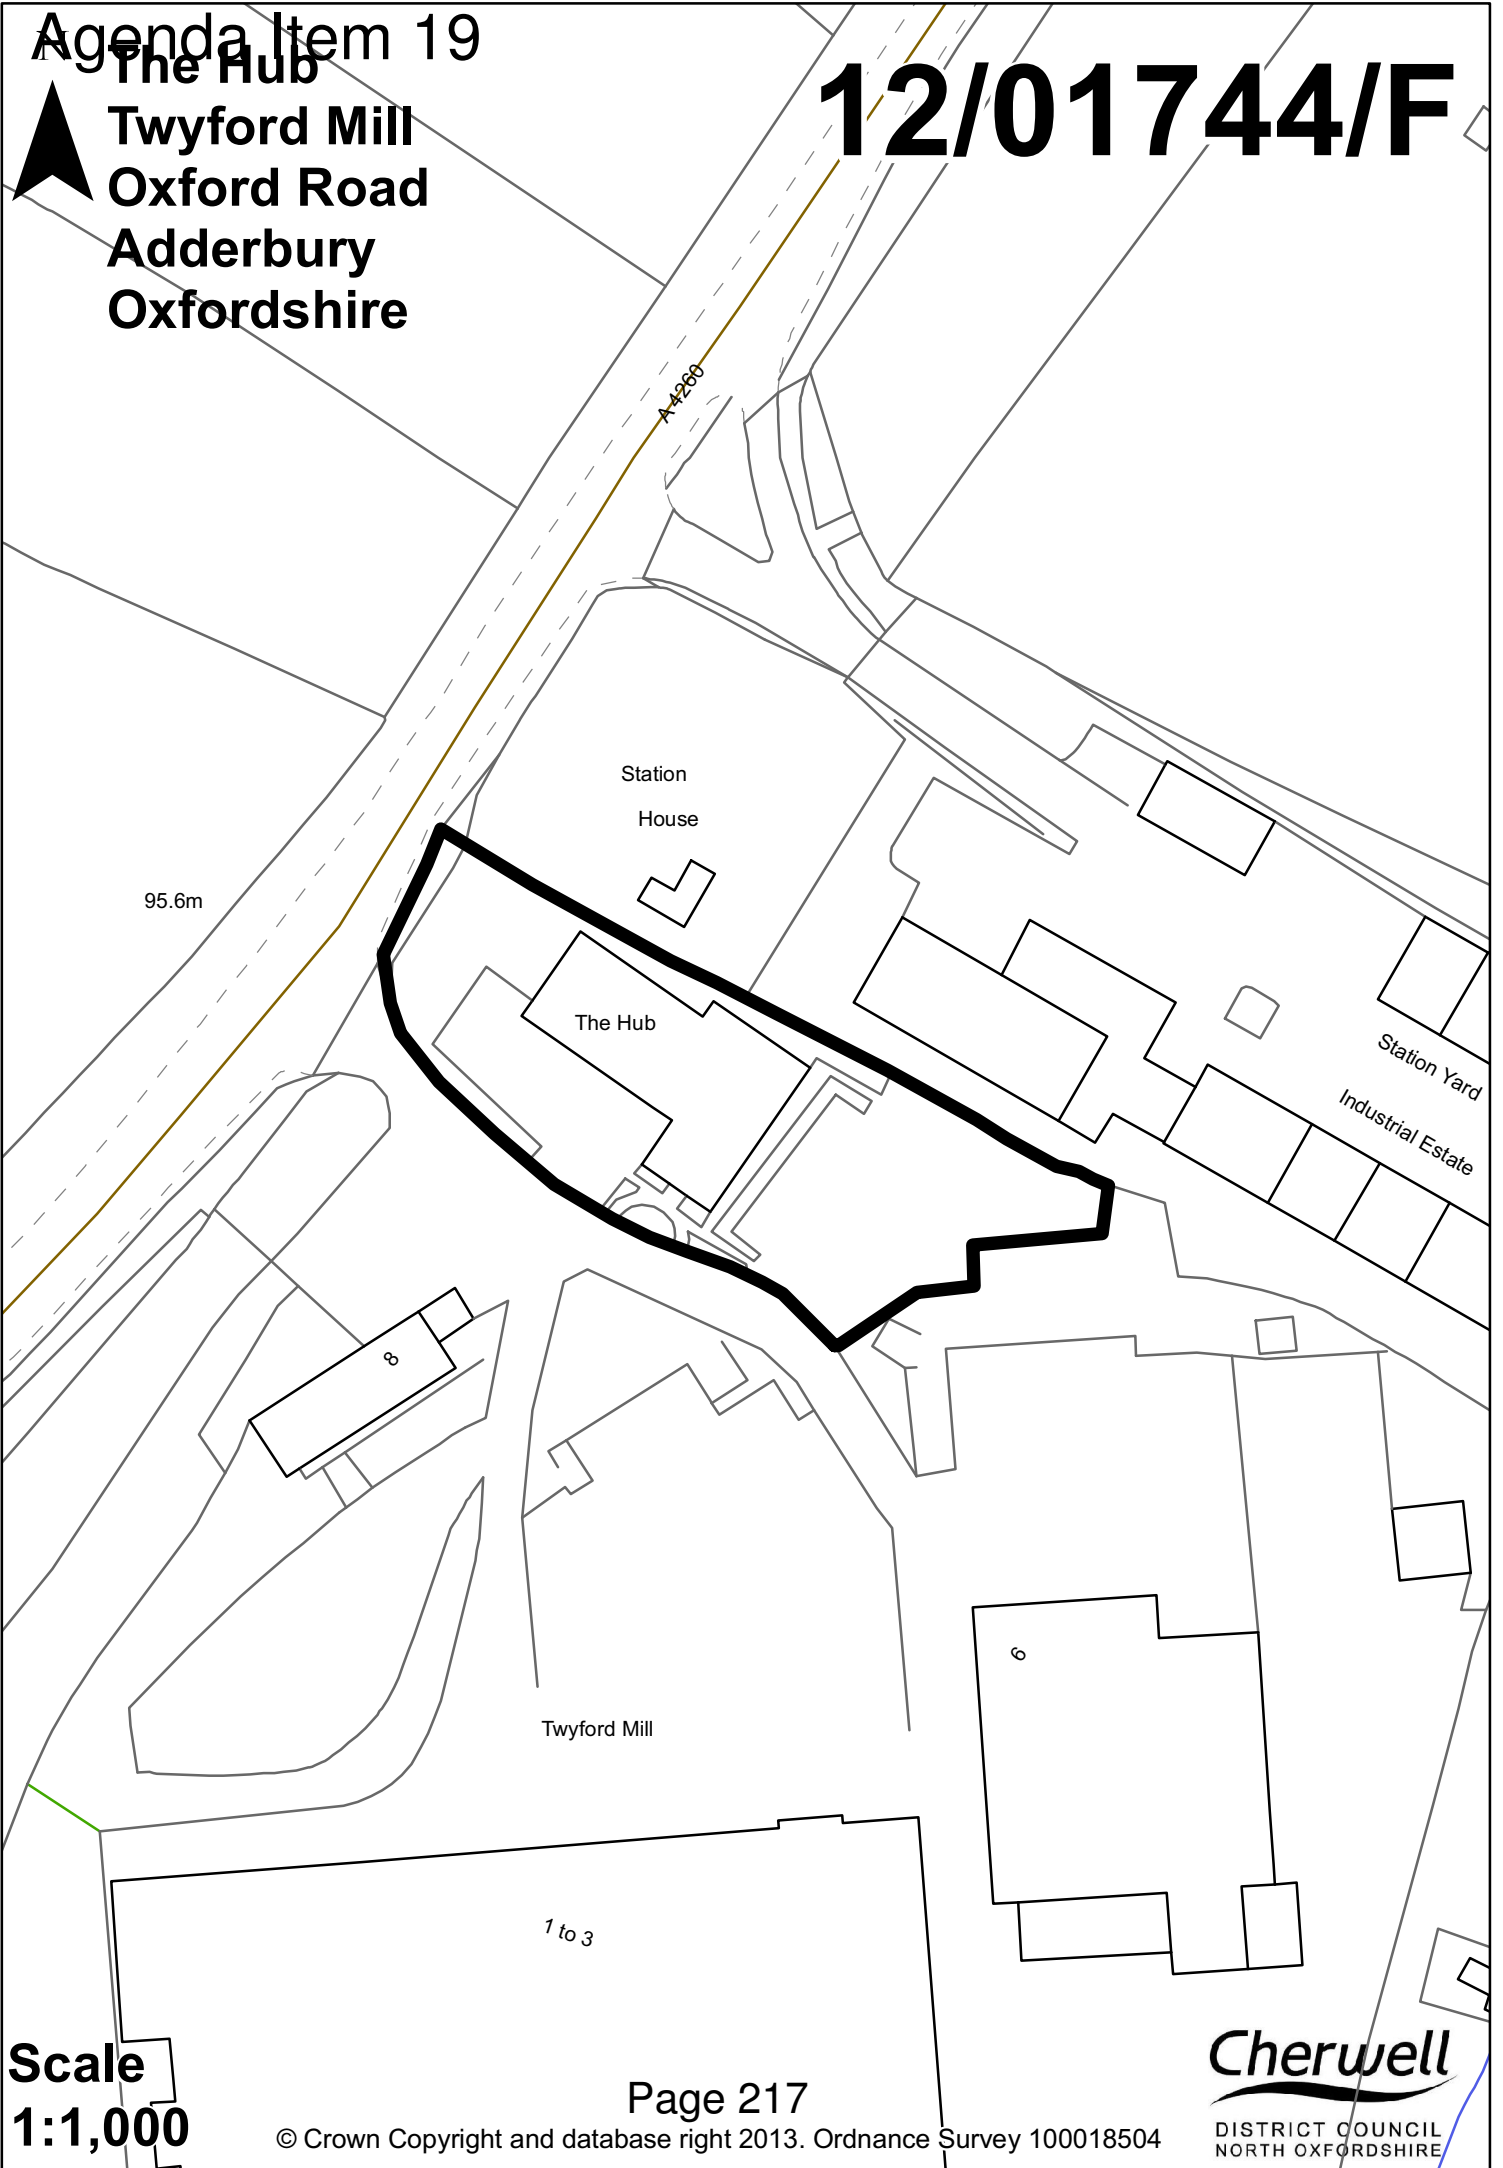 Agenda Item 19
N
The Hub
Twyford Mill
Oxford Road
Adderbury
Oxfordshire
12/01744/F
A 4260
Station
House
95.6m
The Hub
Station Yard
Industrial Estate
8
6
Twyford Mill
1 to 3
Scale
1:1,000
Page 217
© Crown Copyright and database right 2013. Ordnance Survey 100018504
Cherwell
DISTRICT COUNCIL
NORTH OXFORDSHIRE